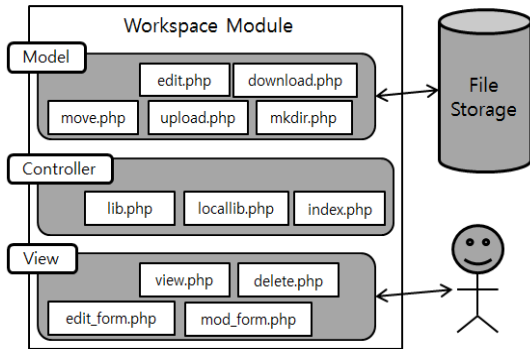 Workspace Module
Model
edit.php
download.php
move.php
upload.php
mkdir.php
File
Storage
Controller
lib.php
locallib.php
index.php
View
view.php
delete.php
edit_form.php
mod_form.php